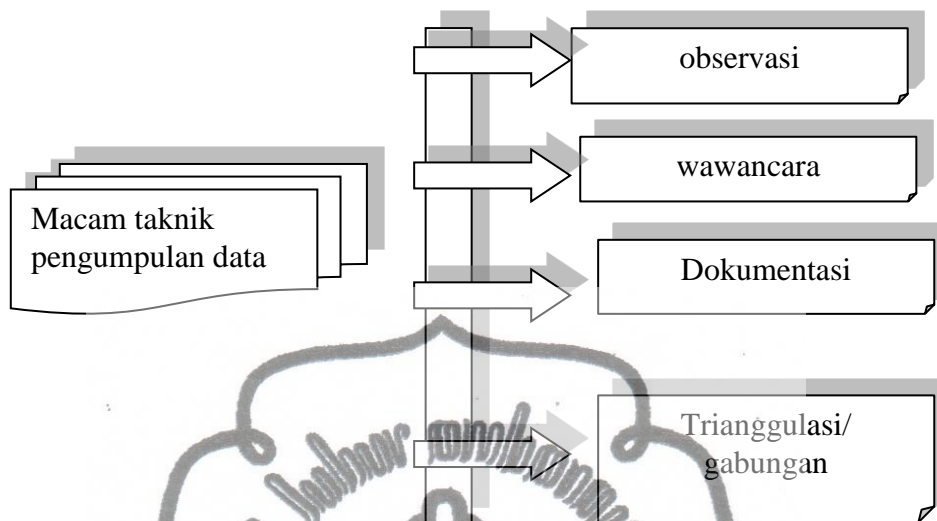 observasi
wawancara
Macam taknik
pengumpulan data
Dokumentasi
Trianggulasi/
gabungan